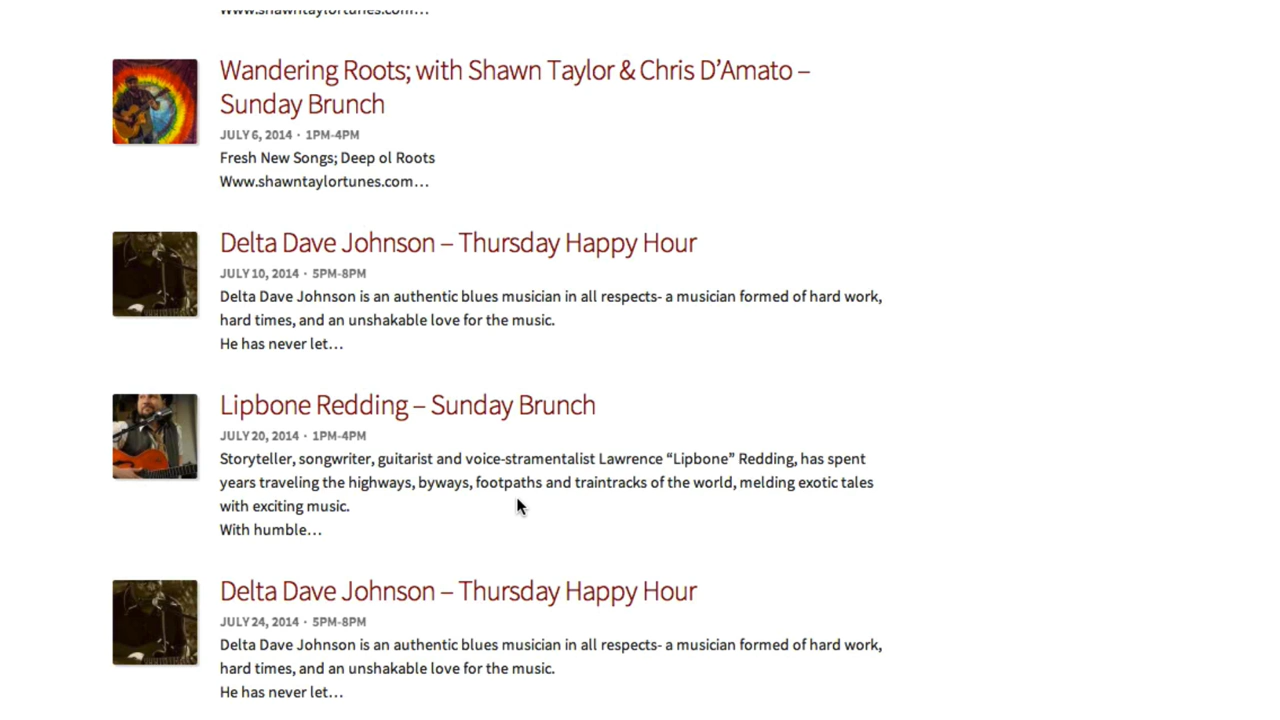 Www.shawntaylortunes.com…
Wandering Roots; with Shawn Taylor & Chris D’Amato –
Sunday Brunch
JULY 6, 2014 · 1PM-4PM
Fresh New Songs; Deep ol Roots
Www.shawntaylortunes.com…
Delta Dave Johnson – Thursday Happy Hour
JULY 10, 2014 · 5PM-8PM
Delta Dave Johnson is an authentic blues musician in all respects- a musician formed of hard work,
hard times, and an unshakable love for the music.
He has never let…
Lipbone Redding – Sunday Brunch
JULY 20, 2014 · 1PM-4PM
Storyteller, songwriter, guitarist and voice-stramentalist Lawrence “Lipbone” Redding, has spent
years traveling the highways, byways, footpaths and traintracks of the world, melding exotic tales
with exciting music.
With humble…
Delta Dave Johnson – Thursday Happy Hour
JULY 24, 2014 · 5PM-8PM
Delta Dave Johnson is an authentic blues musician in all respects- a musician formed of hard work,
hard times, and an unshakable love for the music.
He has never let…